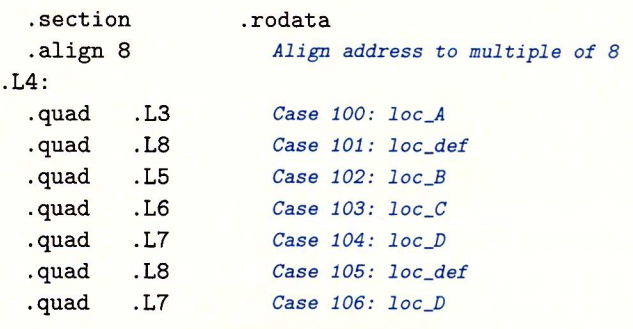 .section .rodata
.align 8 Align address to multiple of 8
.L4:
.quad .L3 Case 100: loc_A
.quad .L8 Case 101: loc_def
.quad .L5 Case 102: loc_B
.quad .L6 Case 103: loc_C
.quad .L7 Case 104: loc_D
.quad .L8 Case 105: loc_def
.quad .L7 Case 106: loc_D